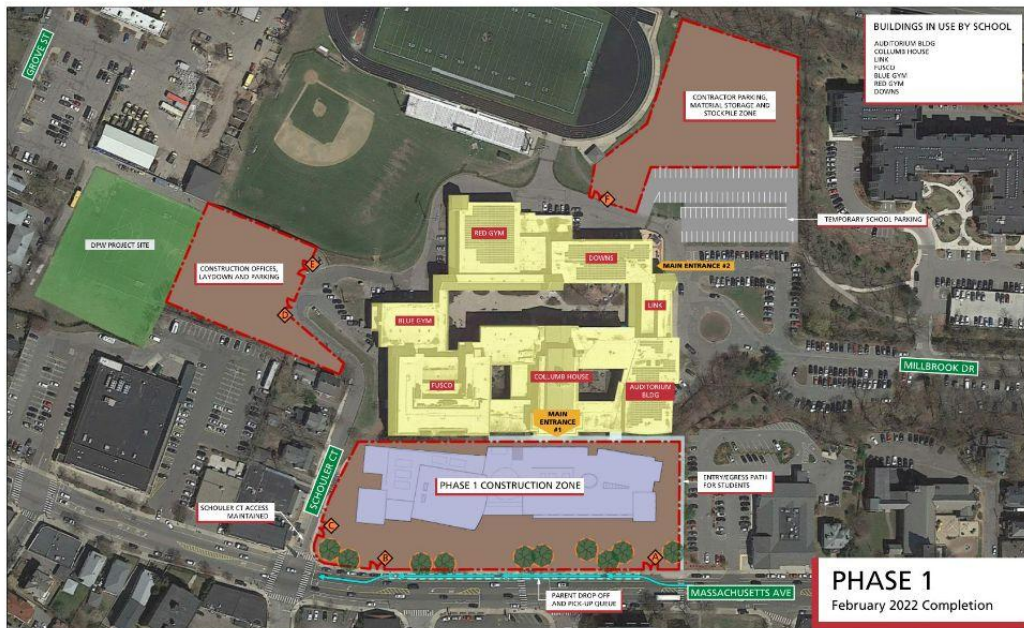 GROVE ST
BUILDINGS IN USE BY SCHOOL
AUDITORIUM BLDG
COLLUMB HOUSE
LINK
FUSCO
BLUE GYM
RED GYM
DOWNS
CONTRACTOR PARKING,
MATERIAL STORAGE AND
STOCKPILE ZONE
F
TEMPORARY SCHOOL PARKING
RED GYM
DOWNS
MAIN ENTRANCE #2
DPW PROJECT SITE
CONSTRUCTION OFFICES,
LAYDOWN AND PARKING
E
D
LINK
BLUE GYM
MILLBROOK DR
FUSCO
COLLUMB HOUSE
AUDITORIUM
BLDG
MAIN
ENTRANCE
#1
SCHOULER CT
PHASE 1 CONSTRUCTION ZONE
ENTRY/EGRESS PATH
FOR STUDENTS
SCHOULER CT ACCESS
MAINTAINED
C
B
A
PARENT DROP OFF
AND PICK-UP QUEUE
MASSACHUSETTS AVE
PHASE 1
February 2022 Completion